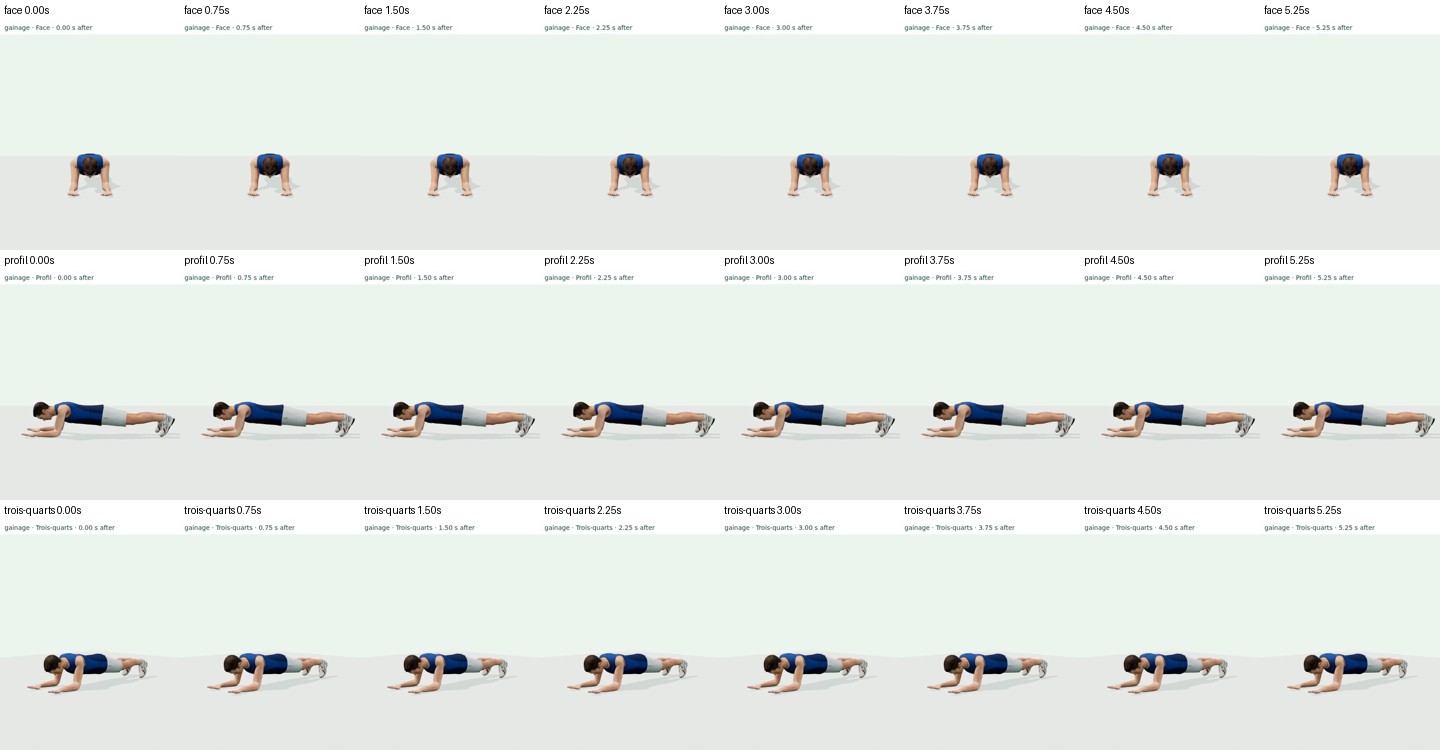 face 0.00s face 0.75s face 1.50s face 2.25s face 3.00s face 3.75s face 4.50s face 5.25s
gainage · Face · 0.00 s after gainage · Face · 0.75 s after gainage · Face · 1.50 s after gainage · Face · 2.25 s after gainage · Face · 3.00 s after gainage · Face · 3.75 s after gainage · Face · 4.50 s after gainage · Face · 5.25 s after
profil 0.00s profil 0.75s profil 1.50s profil 2.25s profil 3.00s profil 3.75s profil 4.50s profil 5.25s
gainage · Profil · 0.00 s after gainage · Profil · 0.75 s after gainage · Profil · 1.50 s after gainage · Profil · 2.25 s after gainage · Profil · 3.00 s after gainage · Profil · 3.75 s after gainage · Profil · 4.50 s after gainage · Profil · 5.25 s after
trois-quarts 0.00s trois-quarts 0.75s trois-quarts 1.50s trois-quarts 2.25s trois-quarts 3.00s trois-quarts 3.75s trois-quarts 4.50s trois-quarts 5.25s
gainage · Trois-quarts · 0.00 s after gainage · Trois-quarts · 0.75 s after gainage · Trois-quarts · 1.50 s after gainage · Trois-quarts · 2.25 s after gainage · Trois-quarts · 3.00 s after gainage · Trois-quarts · 3.75 s after gainage · Trois-quarts · 4.50 s after gainage · Trois-quarts · 5.25 s after